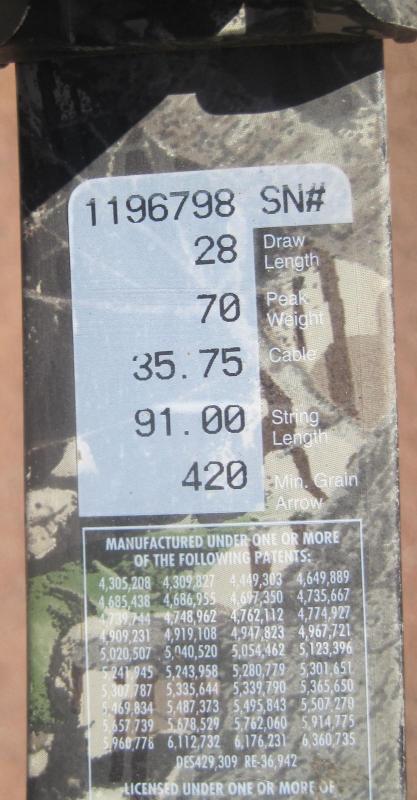 1196798 SN#
28 Draw Length
70 Peak Weight
35.75 Cable
91.00 String Length
420 Min. Grain Arrow
MANUFACTURED UNDER ONE OR MORE
OF THE FOLLOWING PATENTS:
4,305,208 4,309,827 4,449,303 4,649,889
4,685,438 4,686,955 4,697,350 4,735,667
4,739,744 4,748,962 4,762,112 4,774,927
4,909,231 4,919,108 4,947,823 4,967,721
5,020,507 5,040,520 5,054,462 5,123,396
5,241,945 5,243,958 5,280,779 5,301,651
5,307,787 5,335,644 5,339,790 5,365,650
5,469,834 5,487,373 5,495,843 5,507,270
5,657,739 5,678,529 5,762,060 5,914,775
5,960,778 6,112,732 6,176,231 6,360,735
DES429,309 RE-36,942
LICENSED UNDER ONE OR MORE OF